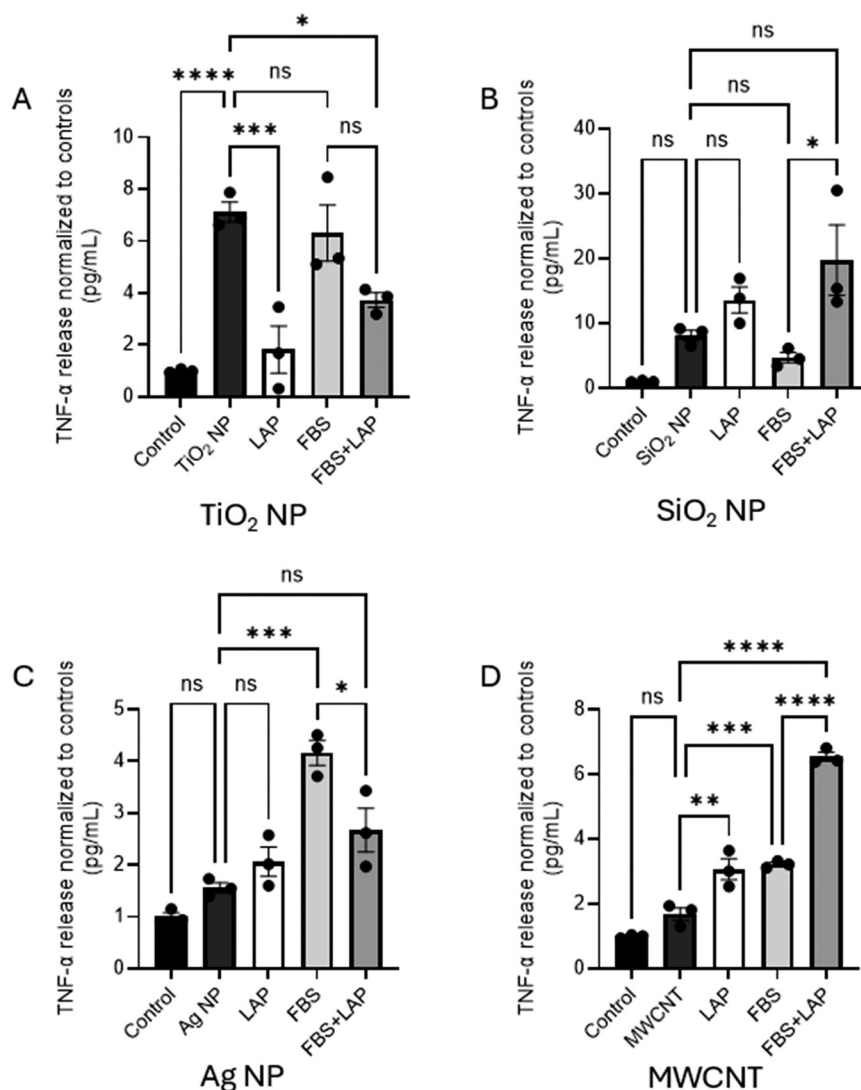 A
*
****
ns
***
ns
TNF-α release normalized to controls
(pg/mL)
10
8
6
4
2
0
Control
TiO₂ NP
LAP
FBS
FBS+LAP
TiO₂ NP
B
ns
ns
ns
ns
*
TNF-α release normalized to controls
(pg/mL)
40
30
20
10
0
Control
SiO₂ NP
LAP
FBS
FBS+LAP
SiO₂ NP
C
ns
***
ns
ns
*
TNF-α release normalized to controls
(pg/mL)
5
4
3
2
1
0
Control
Ag NP
LAP
FBS
FBS+LAP
Ag NP
D
****
ns
****
***
**
TNF-α release normalized to controls
(pg/mL)
8
6
4
2
0
Control
MWCNT
LAP
FBS
FBS+LAP
MWCNT